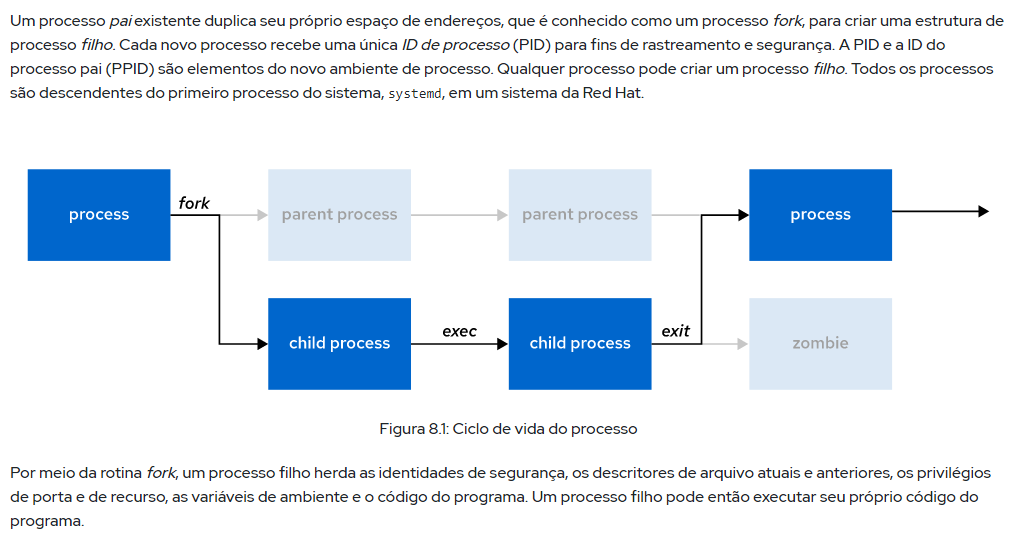 Um processo pai existente duplica seu próprio espaço de endereços, que é conhecido como um processo fork, para criar uma estrutura de
processo filho. Cada novo processo recebe uma única ID de processo (PID) para fins de rastreamento e segurança. A PID e a ID do
processo pai (PPID) são elementos do novo ambiente de processo. Qualquer processo pode criar um processo filho. Todos os processos
são descendentes do primeiro processo do sistema, systemd, em um sistema da Red Hat.
process
fork
parent process
parent process
process
child process
exec
child process
exit
zombie
Figura 8.1: Ciclo de vida do processo
Por meio da rotina fork, um processo filho herda as identidades de segurança, os descritores de arquivo atuais e anteriores, os privilégios
de porta e de recurso, as variáveis de ambiente e o código do programa. Um processo filho pode então executar seu próprio código do
programa.